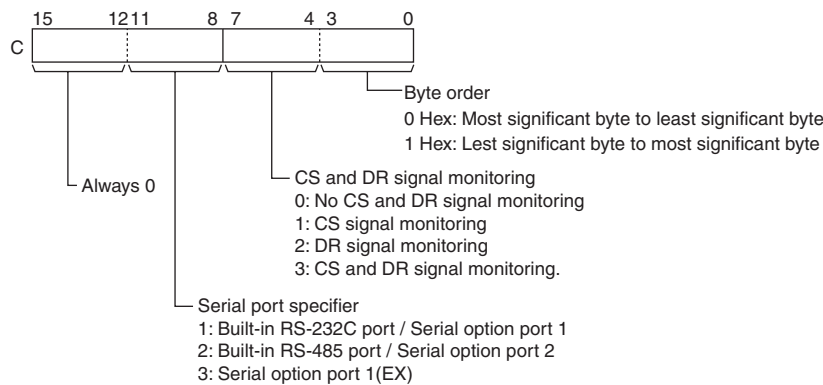 15 12 11 8 7 4 3 0
C
Byte order
0 Hex: Most significant byte to least significant byte
1 Hex: Lest significant byte to most significant byte
Always 0
CS and DR signal monitoring
0: No CS and DR signal monitoring
1: CS signal monitoring
2: DR signal monitoring
3: CS and DR signal monitoring.
Serial port specifier
1: Built-in RS-232C port / Serial option port 1
2: Built-in RS-485 port / Serial option port 2
3: Serial option port 1(EX)